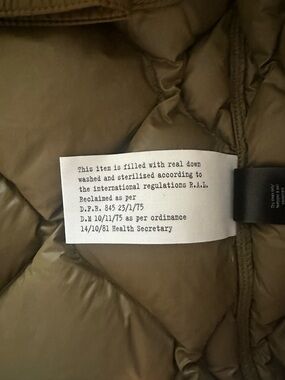 This item is filled with real down
washed and sterilized according to
the international regulations R.A.L.
Reclaimed as per
D.P.R. 845 23/1/75
D.M 10/11/75 as per ordinance
14/10/81 Health Secretary